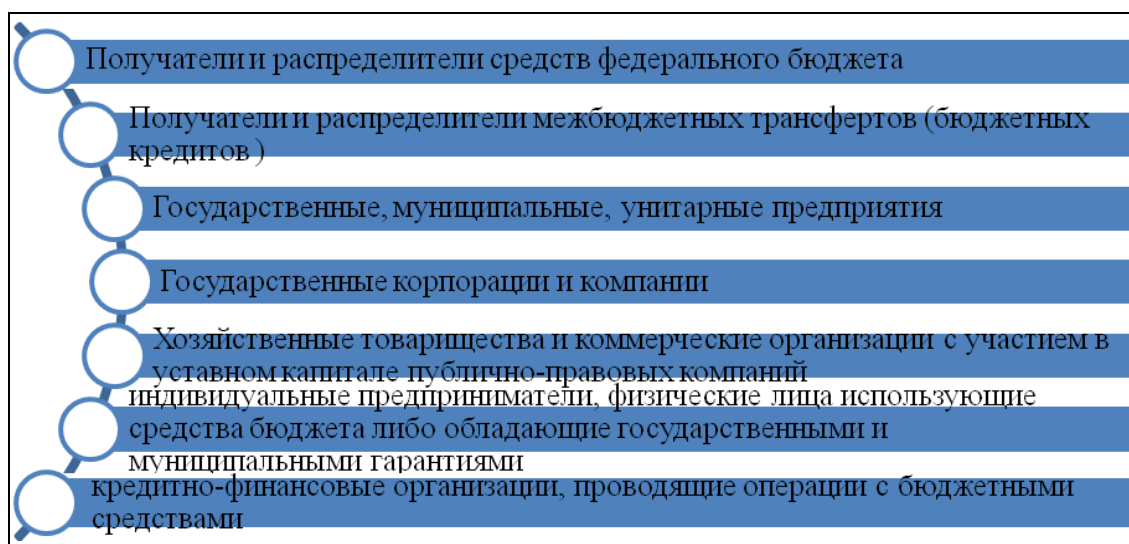 Получатели и распределители средств федерального бюджета
Получатели и распределители межбюджетных трансфертов (бюджетных
кредитов )
Государственные, муниципальные, унитарные предприятия
Государственные корпорации и компании
Хозяйственные товарищества и коммерческие организации с участием в
уставном капитале публично-правовых компаний
индивидуальные предприниматели, физические лица использующие
средства бюджета либо обладающие государственными и
муниципальными гарантиями
кредитно-финансовые организации, проводящие операции с бюджетными
средствами